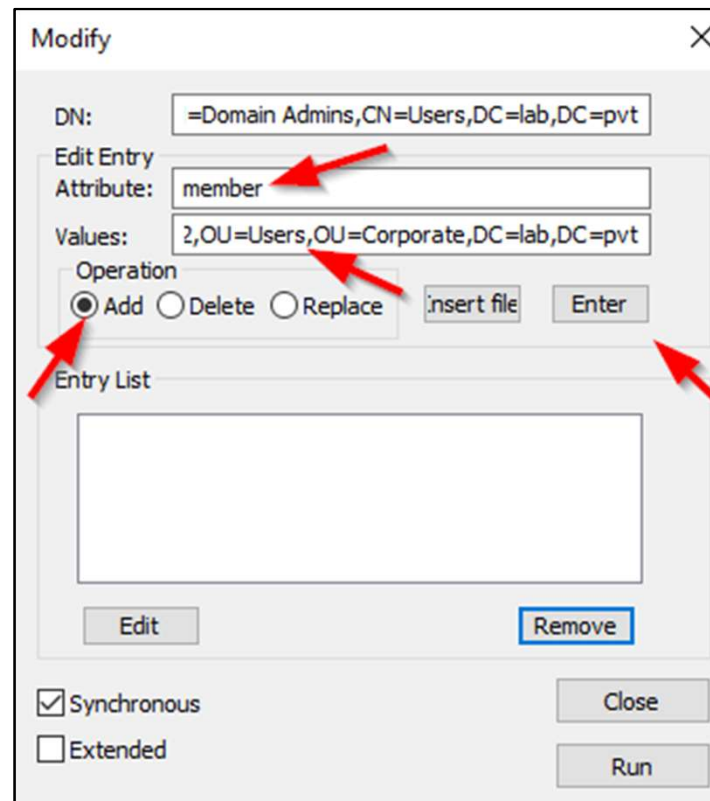 Modify
DN: =Domain Admins,CN=Users,DC=lab,DC=pvt
Edit Entry
Attribute: member
Values: 2,OU=Users,OU=Corporate,DC=lab,DC=pvt
Operation
Add Delete Replace Insert file Enter
Entry List
Edit Remove
Synchronous Close
Extended
Run